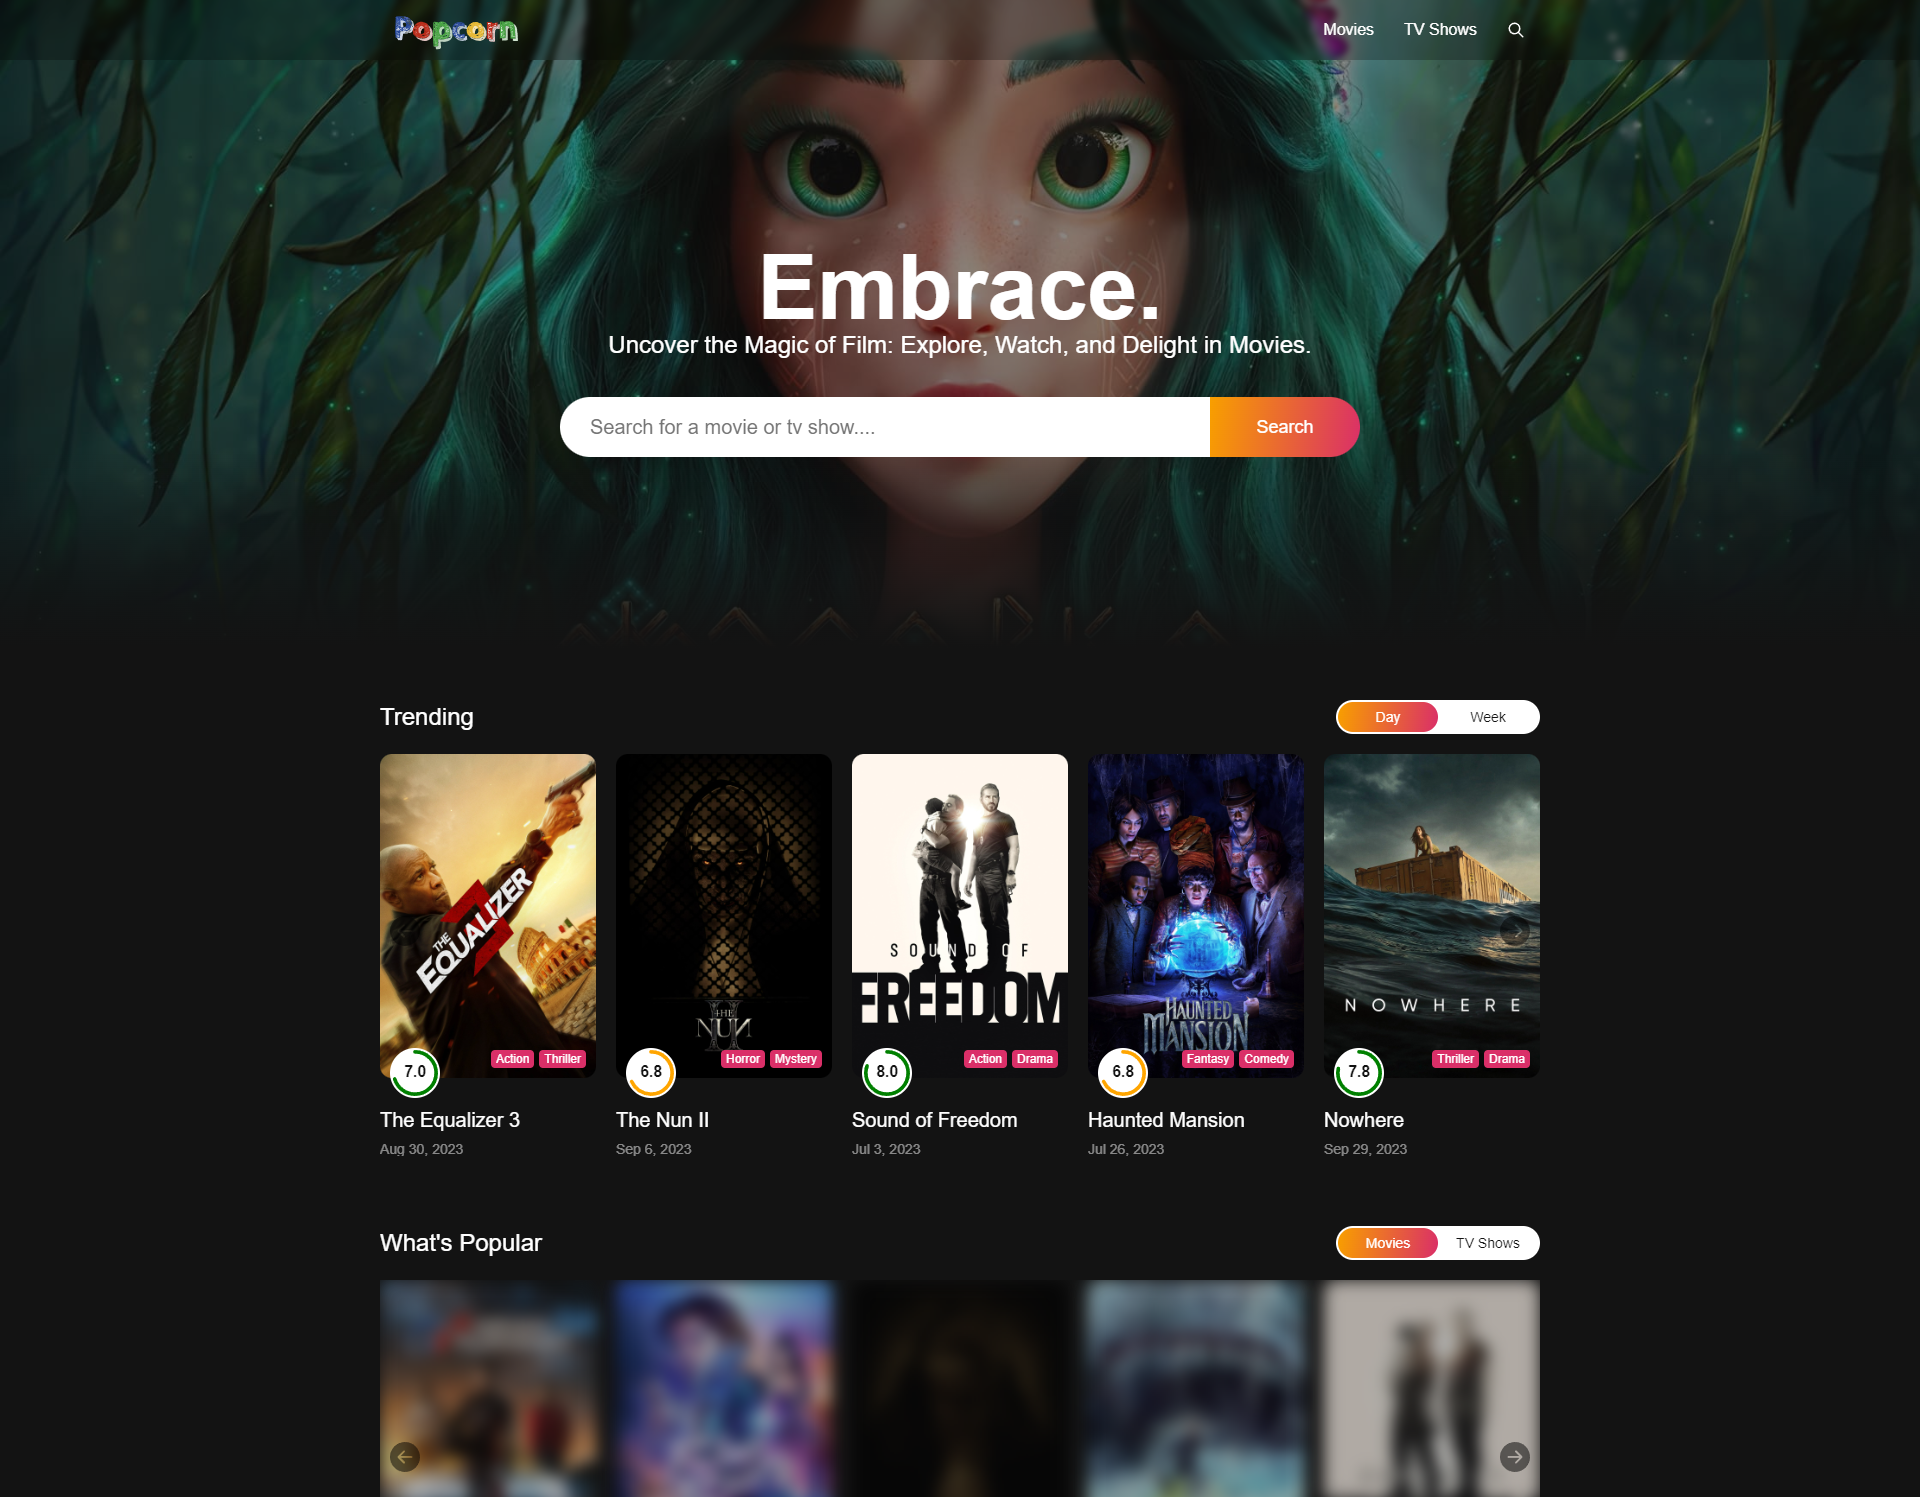 Popcorn
Movies TV Shows
Embrace.
Uncover the Magic of Film: Explore, Watch, and Delight in Movies.
Search for a movie or tv show.... Search
Trending
Day Week
THE EQUALIZER 3
THE NUN II
SOUND OF FREEDOM
HAUNTED MANSION
NOWHERE
7.0 Action Thriller
6.8 Horror Mystery
8.0 Action Drama
6.8 Fantasy Comedy
7.8 Thriller Drama
The Equalizer 3
Aug 30, 2023
The Nun II
Sep 6, 2023
Sound of Freedom
Jul 3, 2023
Haunted Mansion
Jul 26, 2023
Nowhere
Sep 29, 2023
What's Popular
Movies TV Shows